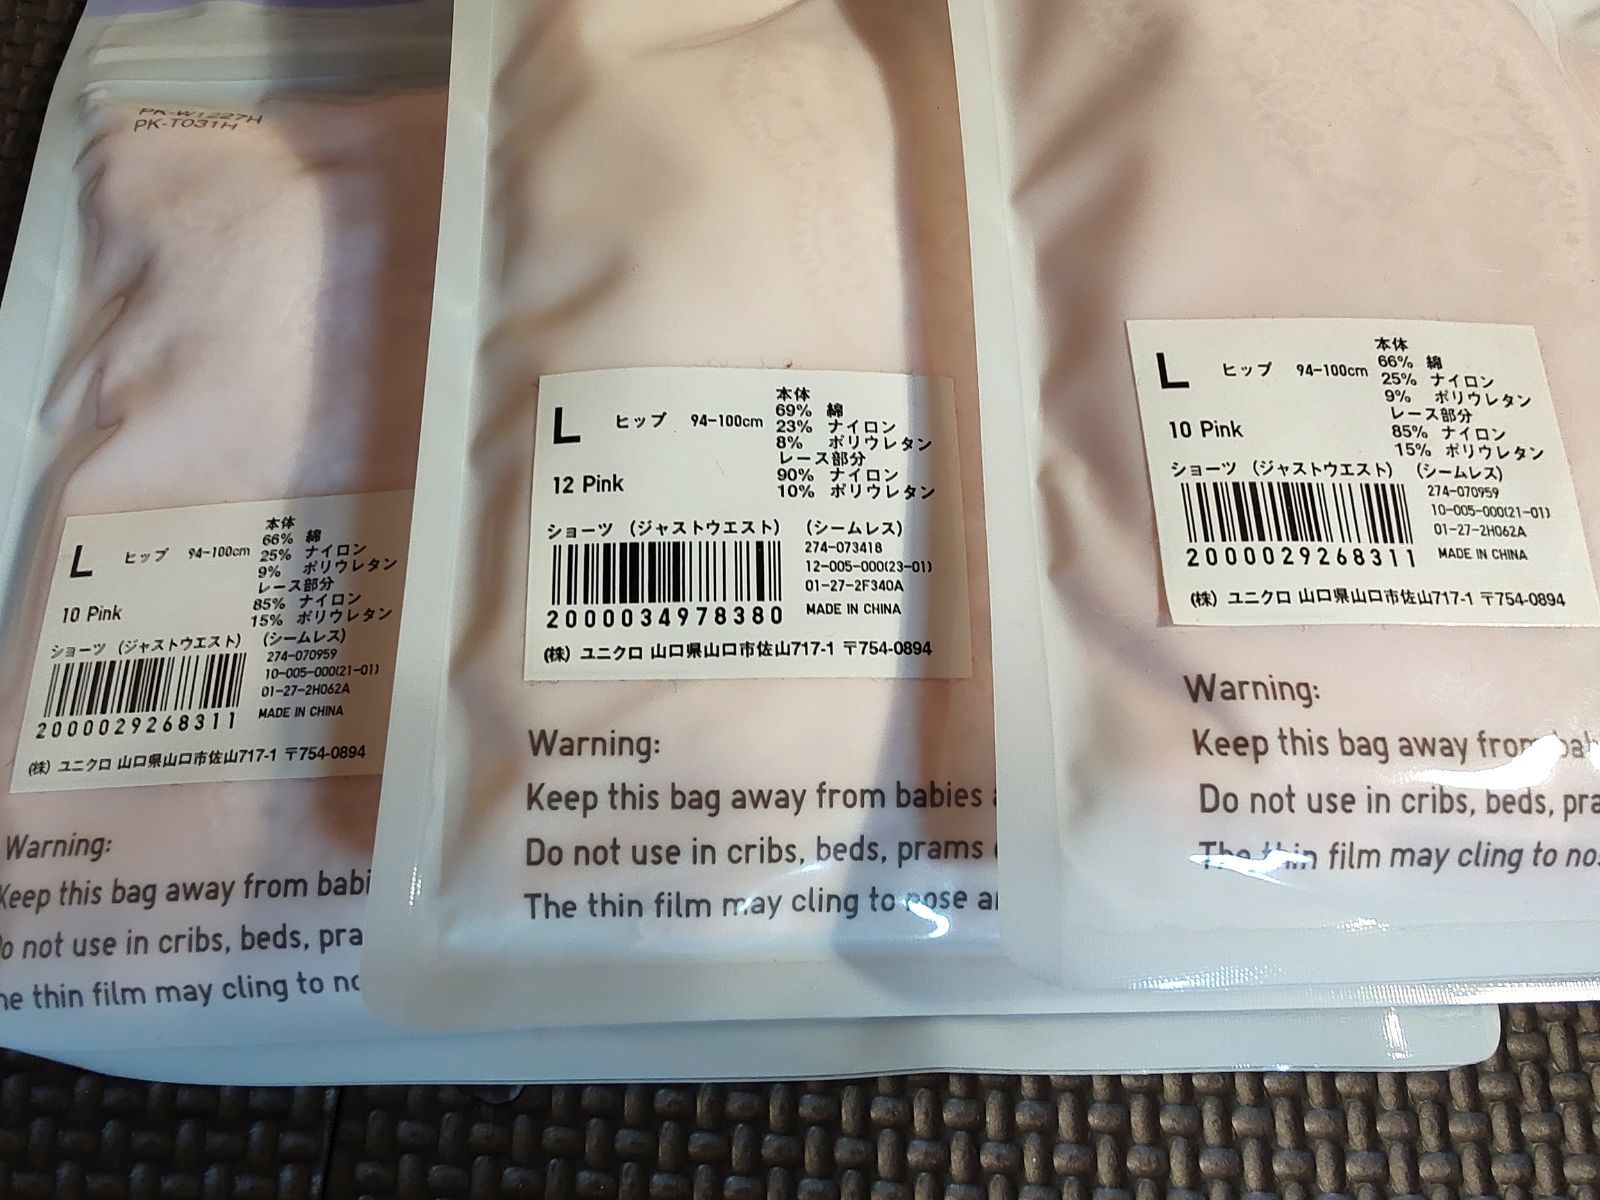 PK-W1227H
PK-T031H
L ヒップ 94-100cm
本体
66% 綿
25% ナイロン
9% ポリウレタン
レース部分
85% ナイロン
15% ポリウレタン
10 Pink
ショーツ (ジャストウエスト) (シームレス)
274-070959
10-005-000(21-01)
01-27-2H062A
MADE IN CHINA
2000029268311
(株) ユニクロ 山口県山口市佐山717-1 〒754-0894
Warning:
Keep this bag away from babi
Do not use in cribs, beds, pra
The thin film may cling to no
L ヒップ 94-100cm
本体
69% 綿
23% ナイロン
8% ポリウレタン
レース部分
90% ナイロン
10% ポリウレタン
12 Pink
ショーツ (ジャストウエスト) (シームレス)
274-073418
12-005-000(23-01)
01-27-2F340A
MADE IN CHINA
2000034978380
(株) ユニクロ 山口県山口市佐山717-1 〒754-0894
Warning:
Keep this bag away from babies
Do not use in cribs, beds, prams
The thin film may cling to nose
L ヒップ 94-100cm
本体
66% 綿
25% ナイロン
9% ポリウレタン
レース部分
85% ナイロン
15% ポリウレタン
10 Pink
ショーツ (ジャストウエスト) (シームレス)
274-070959
10-005-000(21-01)
01-27-2H062A
MADE IN CHINA
2000029268311
(株) ユニクロ 山口県山口市佐山717-1 〒754-0894
Warning:
Keep this bag away from bab
Do not use in cribs, beds, pra
The thin film may cling to no